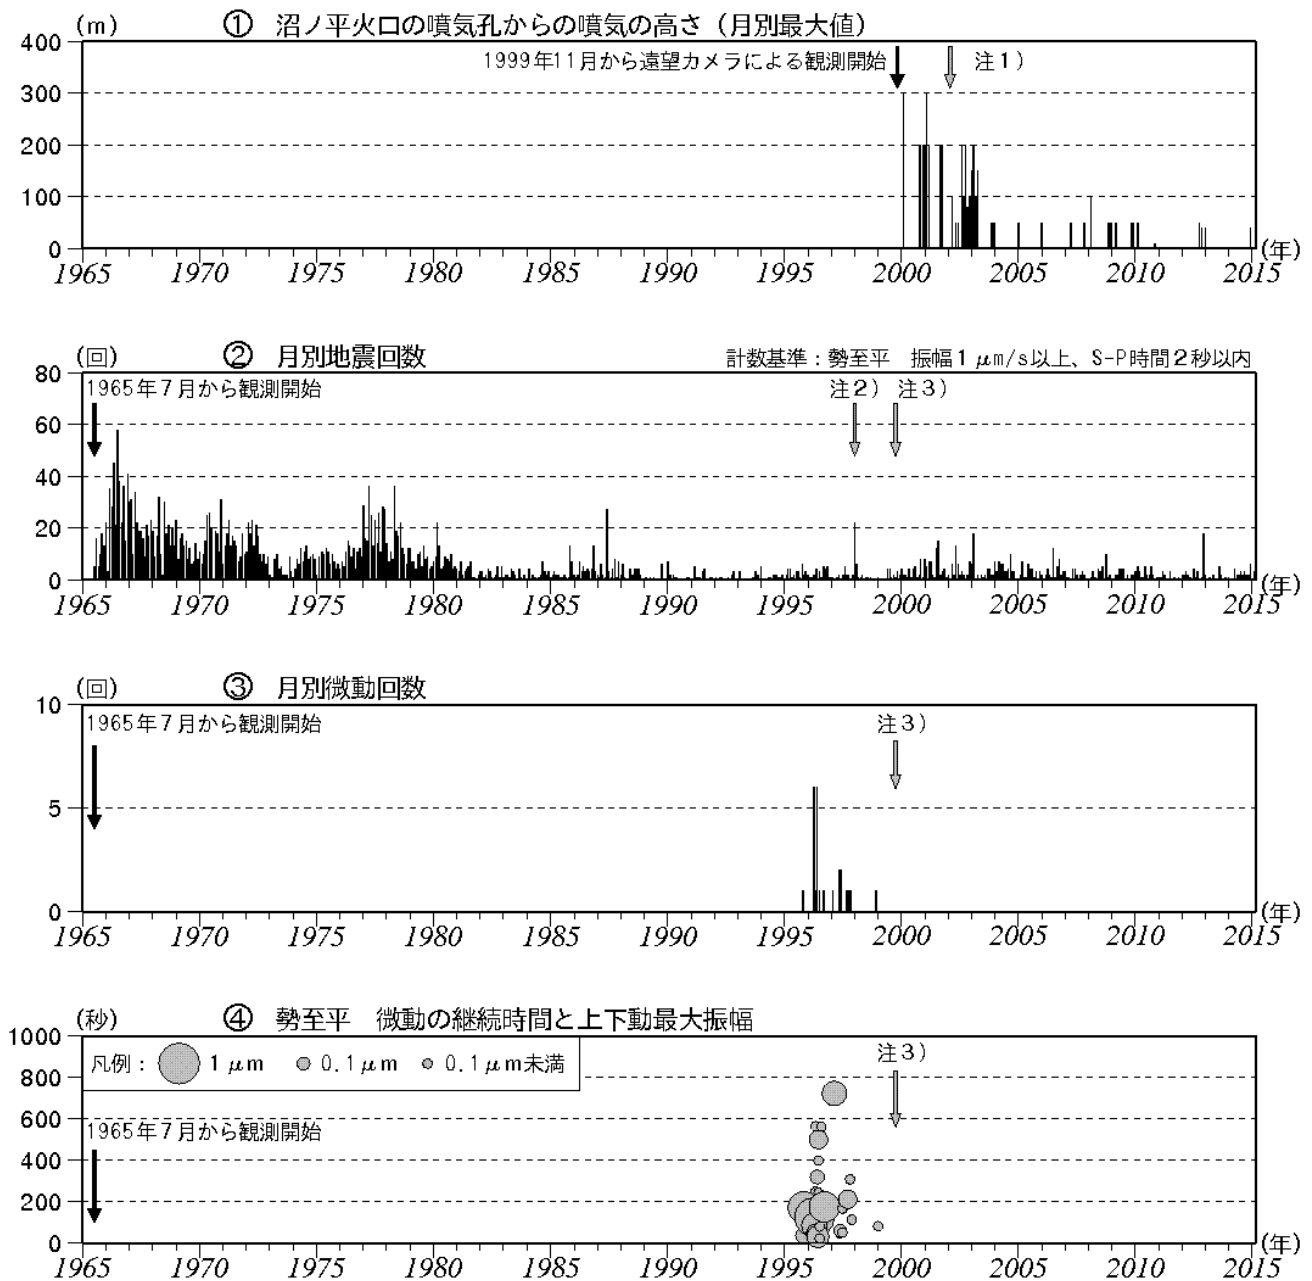 (m) ① 沼ノ平火口の噴気孔からの噴気の高さ（月別最大値）
400
1999年11月から遠望カメラによる観測開始 注1)
300
200
100
0
1965 1970 1975 1980 1985 1990 1995 2000 2005 2010 2015 (年)
(回) ② 月別地震回数 計数基準：勢至平 振幅1μm/s以上、S-P時間2秒以内
80
1965年7月から観測開始 注2) 注3)
60
40
20
0
1965 1970 1975 1980 1985 1990 1995 2000 2005 2010 2015 (年)
(回) ③ 月別微動回数
10
1965年7月から観測開始 注3)
5
0
1965 1970 1975 1980 1985 1990 1995 2000 2005 2010 2015 (年)
(秒) ④ 勢至平 微動の継続時間と上下動最大振幅
1000
凡例： 1μm 0.1μm 0.1μm未満 注3)
800
600
1965年7月から観測開始
400
200
0
1965 1970 1975 1980 1985 1990 1995 2000 2005 2010 2015 (年)